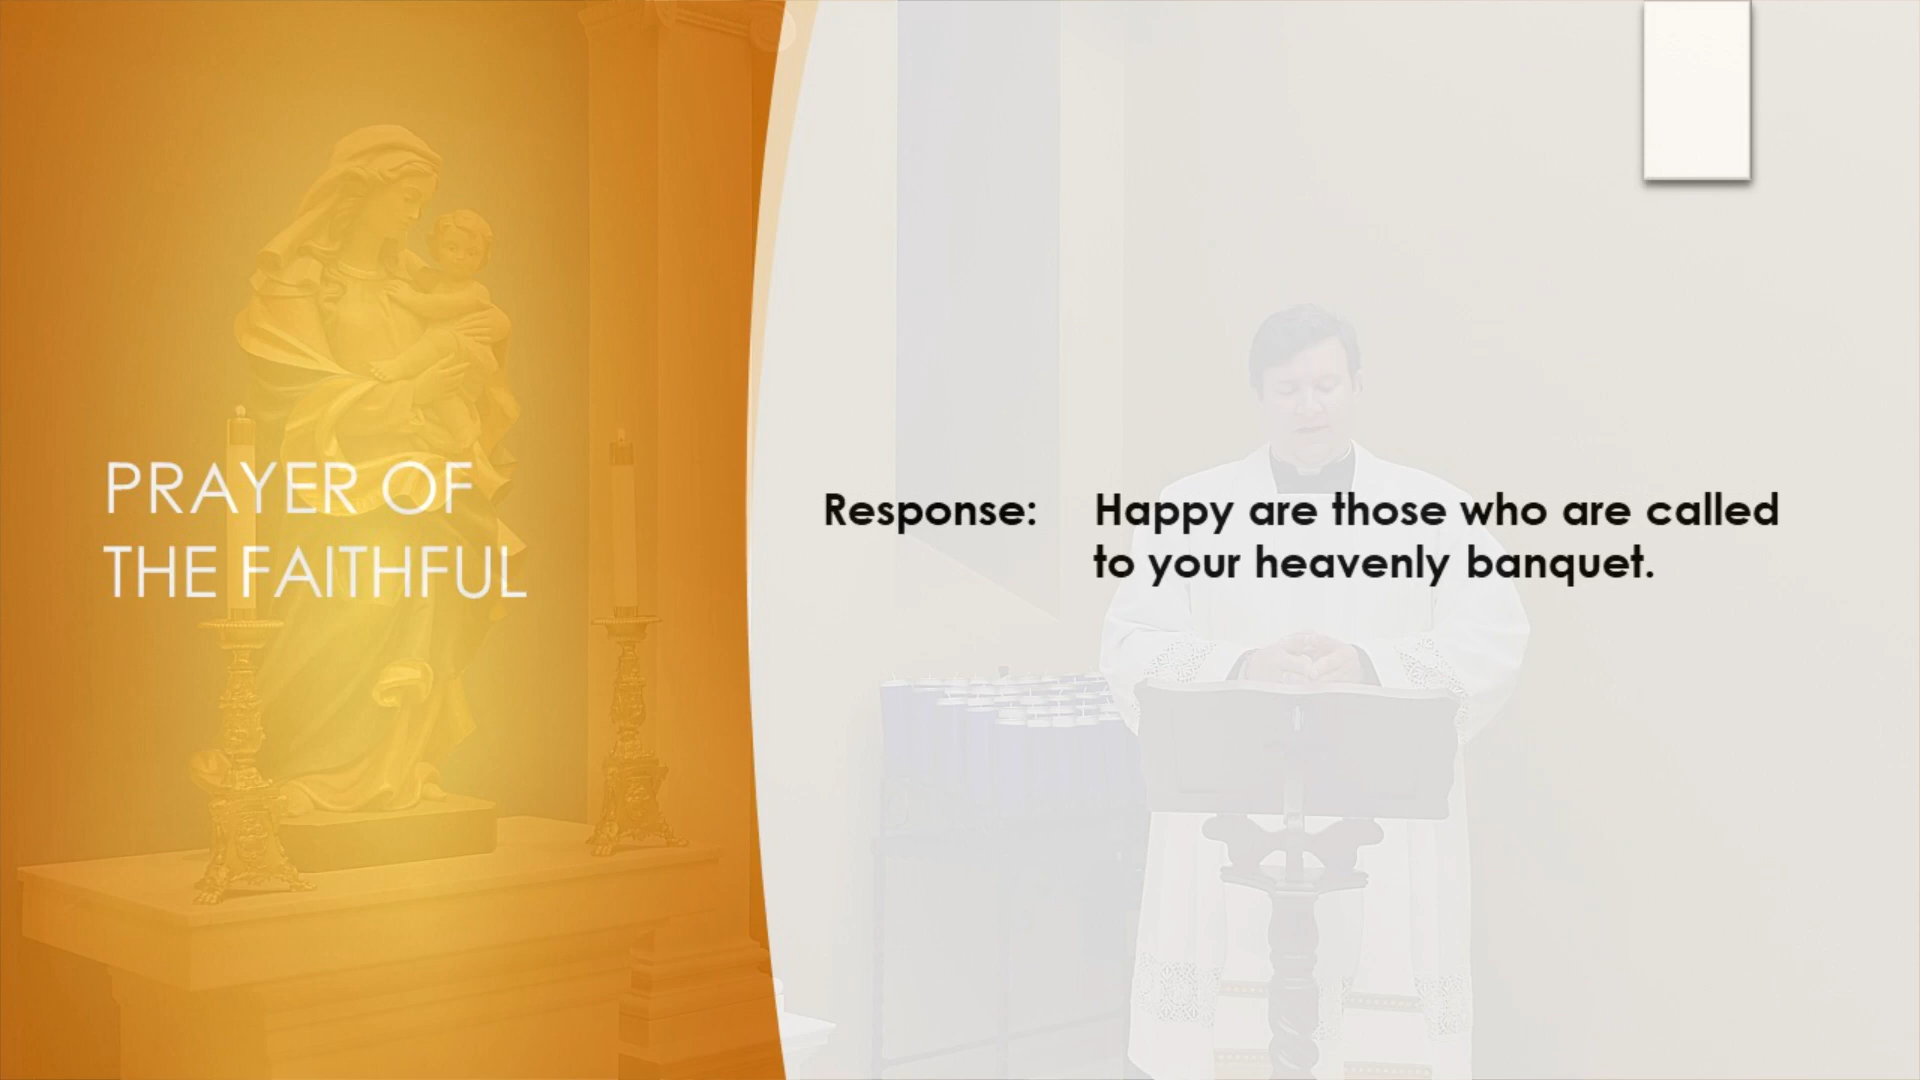 PRAYER OF
THE FAITHFUL
Response: Happy are those who are called
to your heavenly banquet.